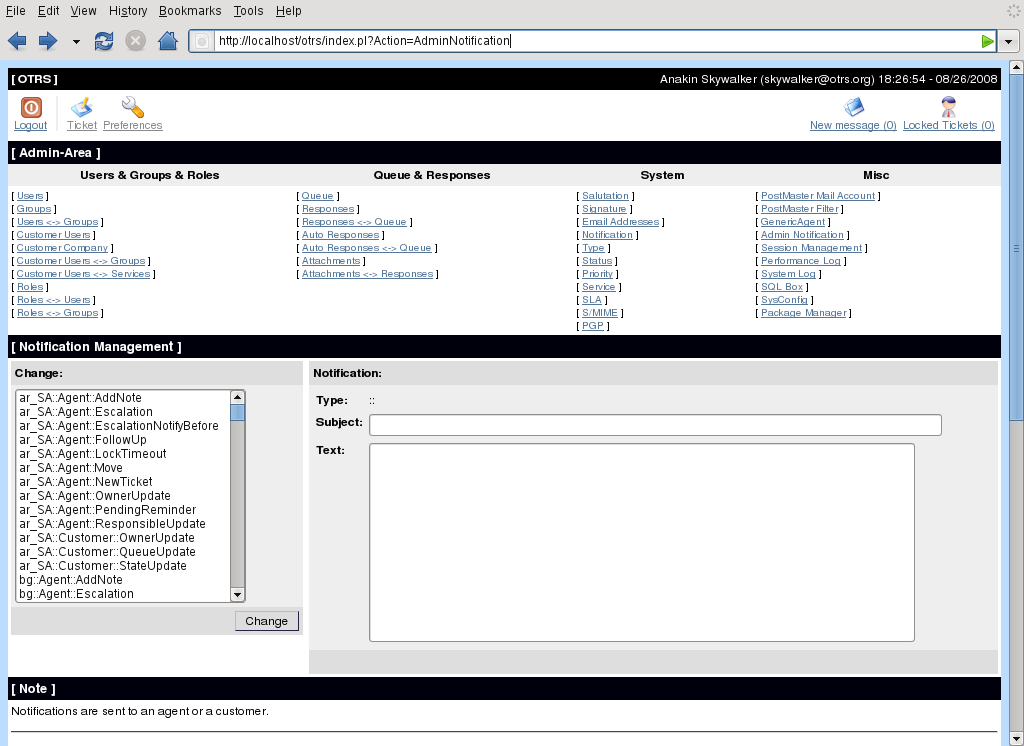 File Edit View History Bookmarks Tools Help
http://localhost/otrs/index.pl?Action=AdminNotification
[ OTRS ] Anakin Skywalker (skywalker@otrs.org) 18:26:54 - 08/26/2008
Logout Ticket Preferences New message (0) Locked Tickets (0)
[ Admin-Area ]
Users & Groups & Roles Queue & Responses System Misc
[ Users ] [ Queue ] [ Salutation ] [ PostMaster Mail Account ]
[ Groups ] [ Responses ] [ Signature ] [ PostMaster Filter ]
[ Users <-> Groups ] [ Responses <-> Queue ] [ Email Addresses ] [ GenericAgent ]
[ Customer Users ] [ Auto Responses ] [ Notification ] [ Admin Notification ]
[ Customer Company ] [ Auto Responses <-> Queue ] [ Type ] [ Session Management ]
[ Customer Users <-> Groups ] [ Attachments ] [ Status ] [ Performance Log ]
[ Customer Users <-> Services ] [ Attachments <-> Responses ] [ Priority ] [ System Log ]
[ Roles ] [ Service ] [ SQL Box ]
[ Roles <-> Users ] [ SLA ] [ SysConfig ]
[ Roles <-> Groups ] [ S/MIME ] [ Package Manager ]
[ PGP ]
[ Notification Management ]
Change:
ar_SA::Agent::AddNote
ar_SA::Agent::Escalation
ar_SA::Agent::EscalationNotifyBefore
ar_SA::Agent::FollowUp
ar_SA::Agent::LockTimeout
ar_SA::Agent::Move
ar_SA::Agent::NewTicket
ar_SA::Agent::OwnerUpdate
ar_SA::Agent::PendingReminder
ar_SA::Agent::ResponsibleUpdate
ar_SA::Customer::OwnerUpdate
ar_SA::Customer::QueueUpdate
ar_SA::Customer::StateUpdate
bg::Agent::AddNote
bg::Agent::Escalation
Change
Notification:
Type: ::
Subject:
Text:
[ Note ]
Notifications are sent to an agent or a customer.